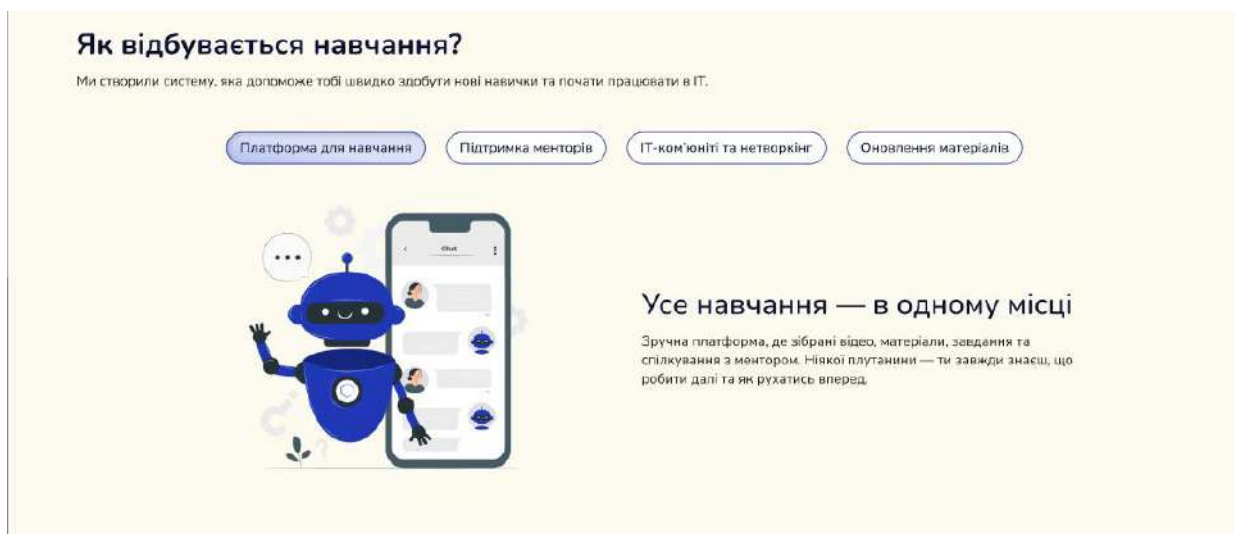 Як відбувається навчання?
Ми створили систему, яка допоможе тобі швидко здобути нові навички та почати працювати в ІТ.
Платформа для навчання
Підтримка менторів
ІТ-ком'юніті та нетворкінг
Оновлення матеріалів
Chat
Усе навчання — в одному місці
Зручна платформа, де зібрані відео, матеріали, завдання та
спілкування з ментором. Ніякої плутанини — ти завжди знаєш, що
робити далі та як рухатись вперед.